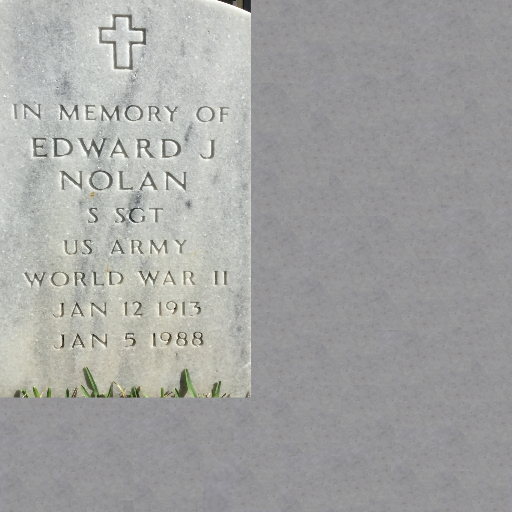 IN MEMORY OF
EDWARD J
NOLAN
S SGT
US ARMY
WORLD WAR II
JAN 12 1913
JAN 5 1988